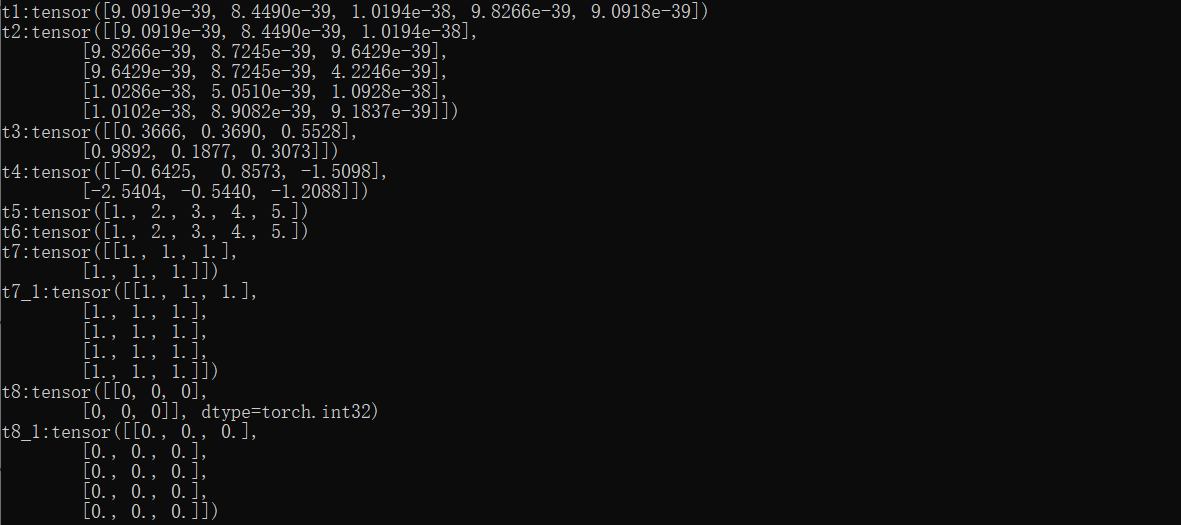 t1:tensor([9.0919e-39, 8.4490e-39, 1.0194e-38, 9.8266e-39, 9.0918e-39])
t2:tensor([[9.0919e-39, 8.4490e-39, 1.0194e-38],
        [9.8266e-39, 8.7245e-39, 9.6429e-39],
        [9.6429e-39, 8.7245e-39, 4.2246e-39],
        [1.0286e-38, 5.0510e-39, 1.0928e-38],
        [1.0102e-38, 8.9082e-39, 9.1837e-39]])
t3:tensor([[0.3666, 0.3690, 0.5528],
        [0.9892, 0.1877, 0.3073]])
t4:tensor([[-0.6425,  0.8573, -1.5098],
        [-2.5404, -0.5440, -1.2088]])
t5:tensor([1., 2., 3., 4., 5.])
t6:tensor([1., 2., 3., 4., 5.])
t7:tensor([[1., 1., 1.],
        [1., 1., 1.]])
t7_1:tensor([[1., 1., 1.],
        [1., 1., 1.],
        [1., 1., 1.],
        [1., 1., 1.],
        [1., 1., 1.]])
t8:tensor([[0, 0, 0],
        [0, 0, 0]], dtype=torch.int32)
t8_1:tensor([[0., 0., 0.],
        [0., 0., 0.],
        [0., 0., 0.],
        [0., 0., 0.],
        [0., 0., 0.]])